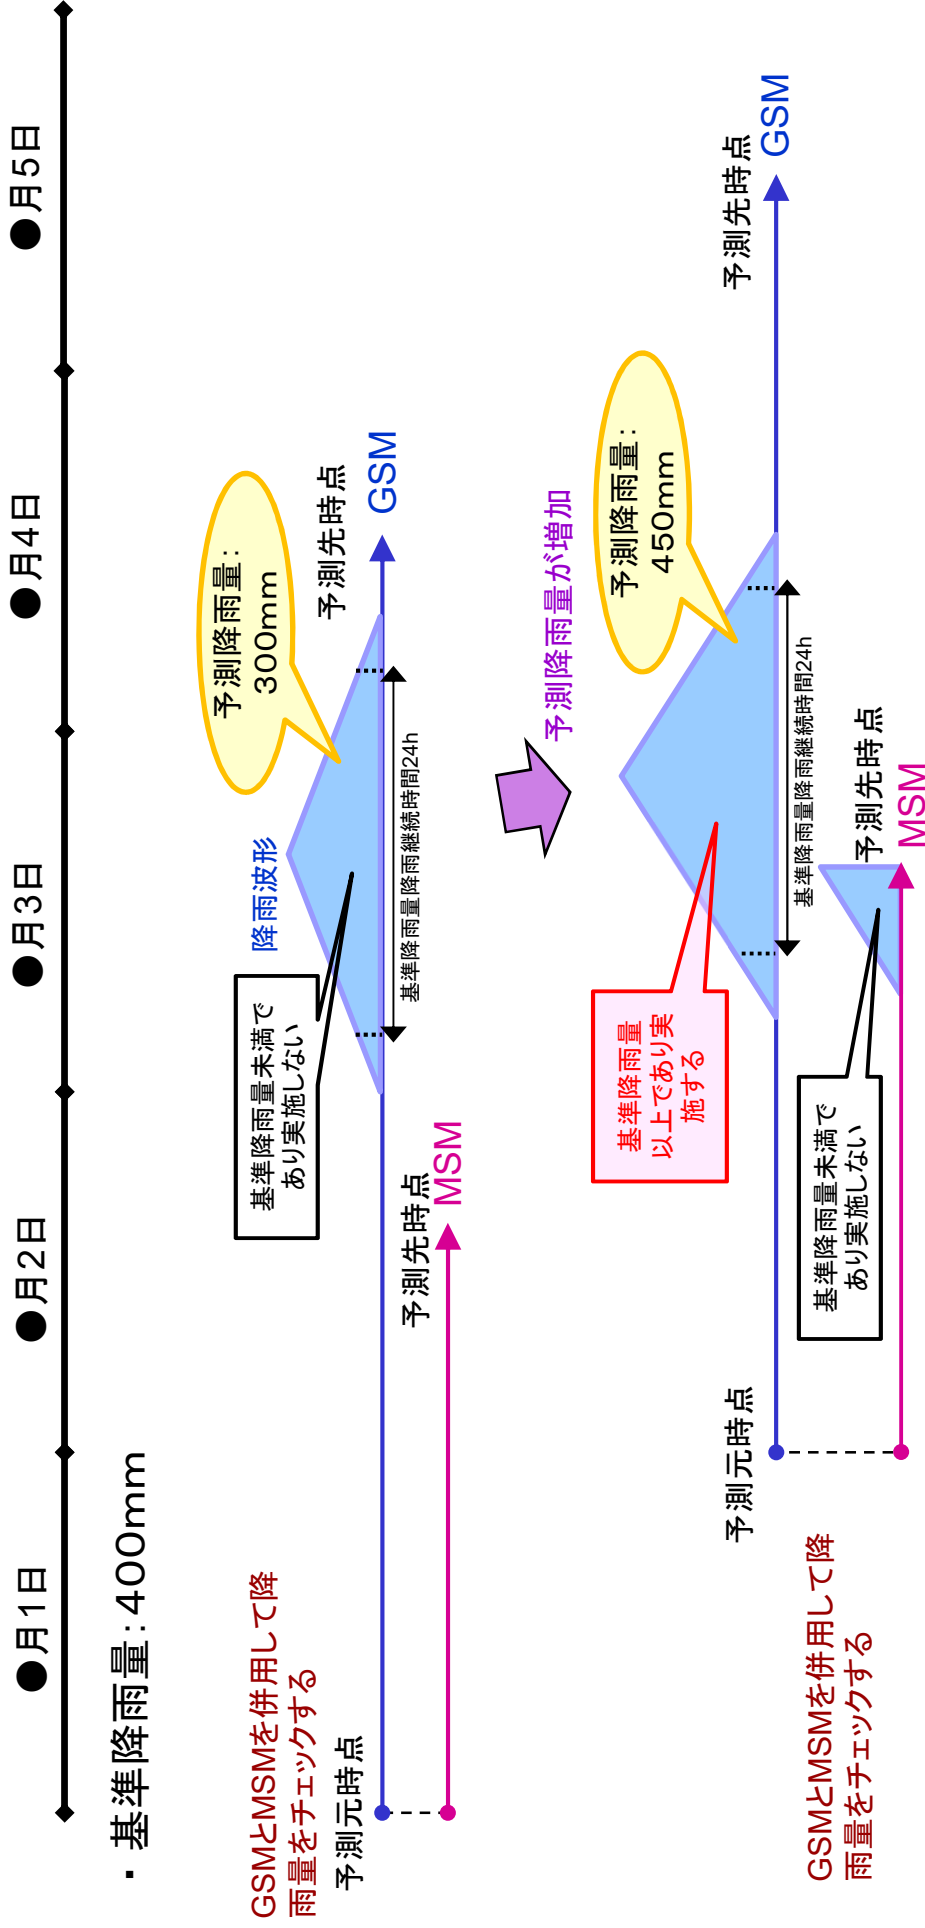 ●月1日
●月2日
●月3日
●月4日
●月5日
・基準降雨量：400mm
GSMとMSMを併用して降
雨量をチェックする
予測元時点
基準降雨量未満で
あり実施しない
降雨波形
予測降雨量：
300mm
予測先時点
GSM
基準降雨量降雨継続時間24h
予測先時点
MSM
予測降雨量が増加
予測降雨量：
450mm
基準降雨量
以上であり実
施する
予測元時点
予測先時点
GSM
基準降雨量降雨継続時間24h
GSMとMSMを併用して降
雨量をチェックする
基準降雨量未満で
あり実施しない
予測先時点
MSM